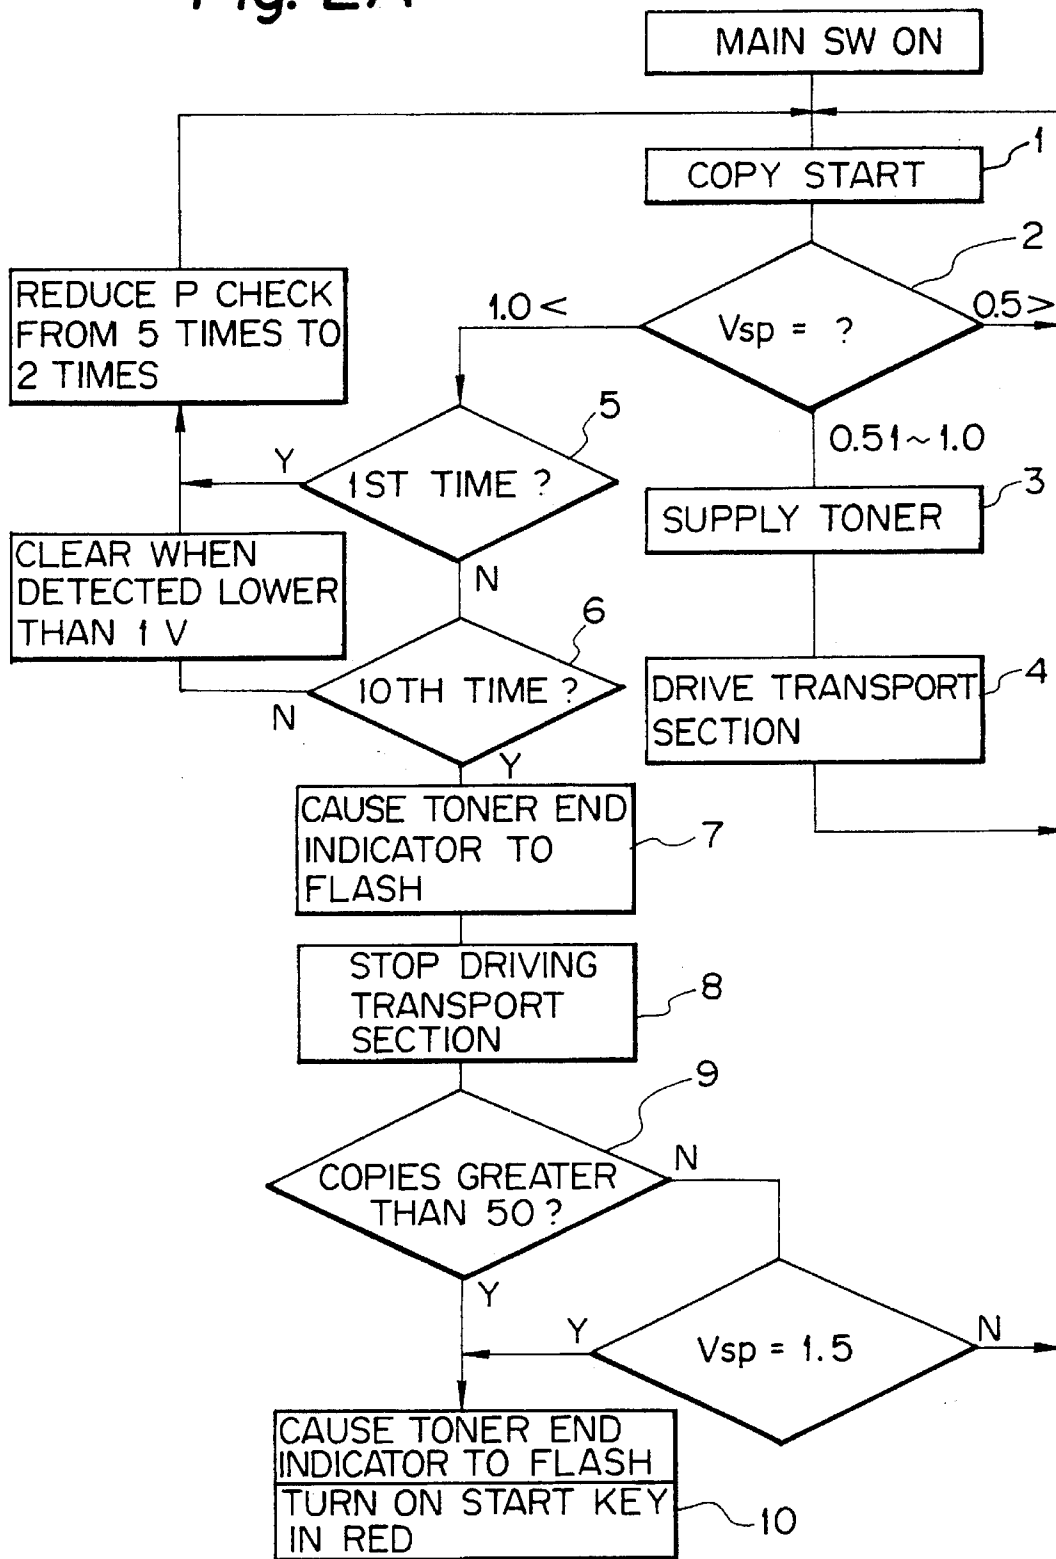 Fig. 2A
MAIN SW ON
1
COPY START
2
1.0 <
Vsp = ?
0.5 >
0.51 ~ 1.0
REDUCE P CHECK
FROM 5 TIMES TO
2 TIMES
5
Y
1ST TIME ?
N
3
SUPPLY TONER
CLEAR WHEN
DETECTED LOWER
THAN 1 V
6
10TH TIME ?
N
Y
4
DRIVE TRANSPORT
SECTION
CAUSE TONER END
INDICATOR TO
FLASH
7
STOP DRIVING
TRANSPORT
SECTION
8
9
COPIES GREATER
THAN 50 ?
N
Y
Y
Vsp = 1.5
N
CAUSE TONER END
INDICATOR TO FLASH
TURN ON START KEY
IN RED
10